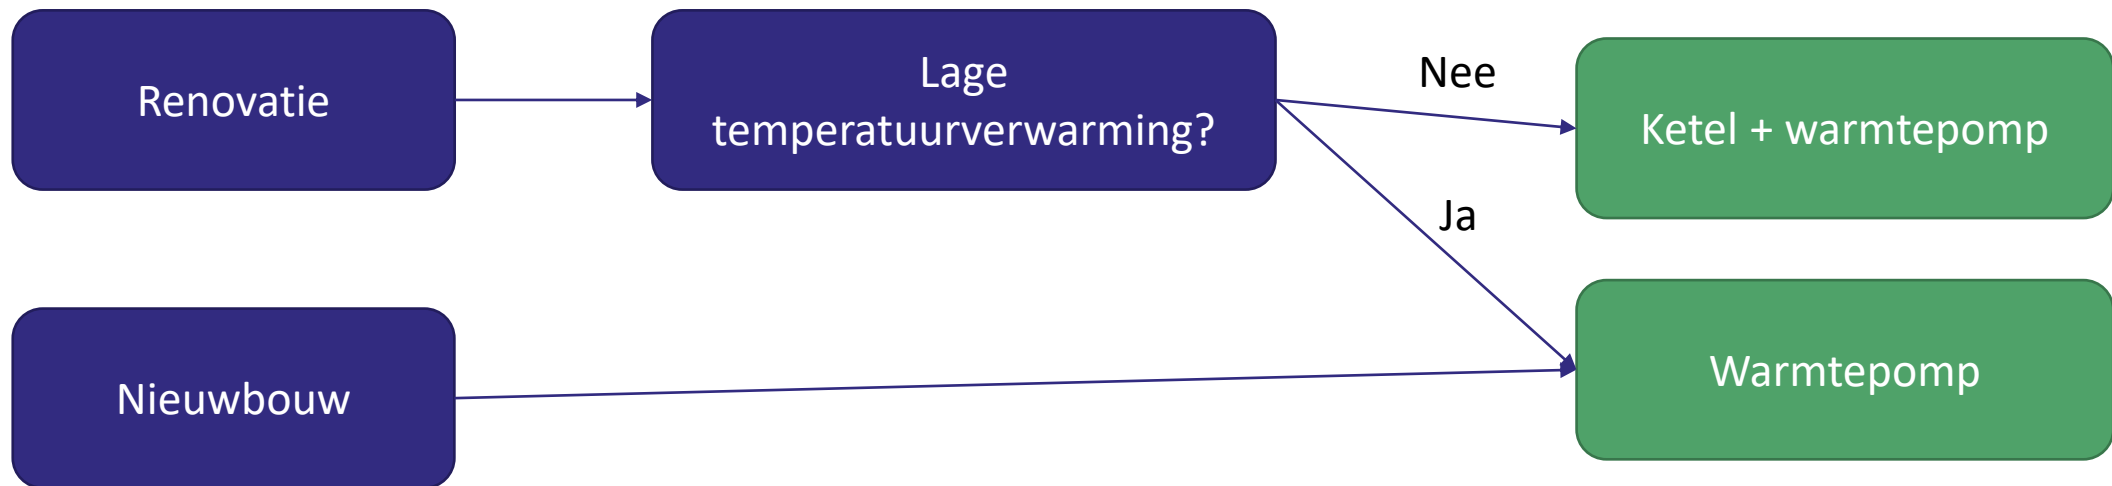 Renovatie
Lage
temperatuurverwarming?
Nee
Ketel + warmtepomp
Ja
Nieuwbouw
Warmtepomp